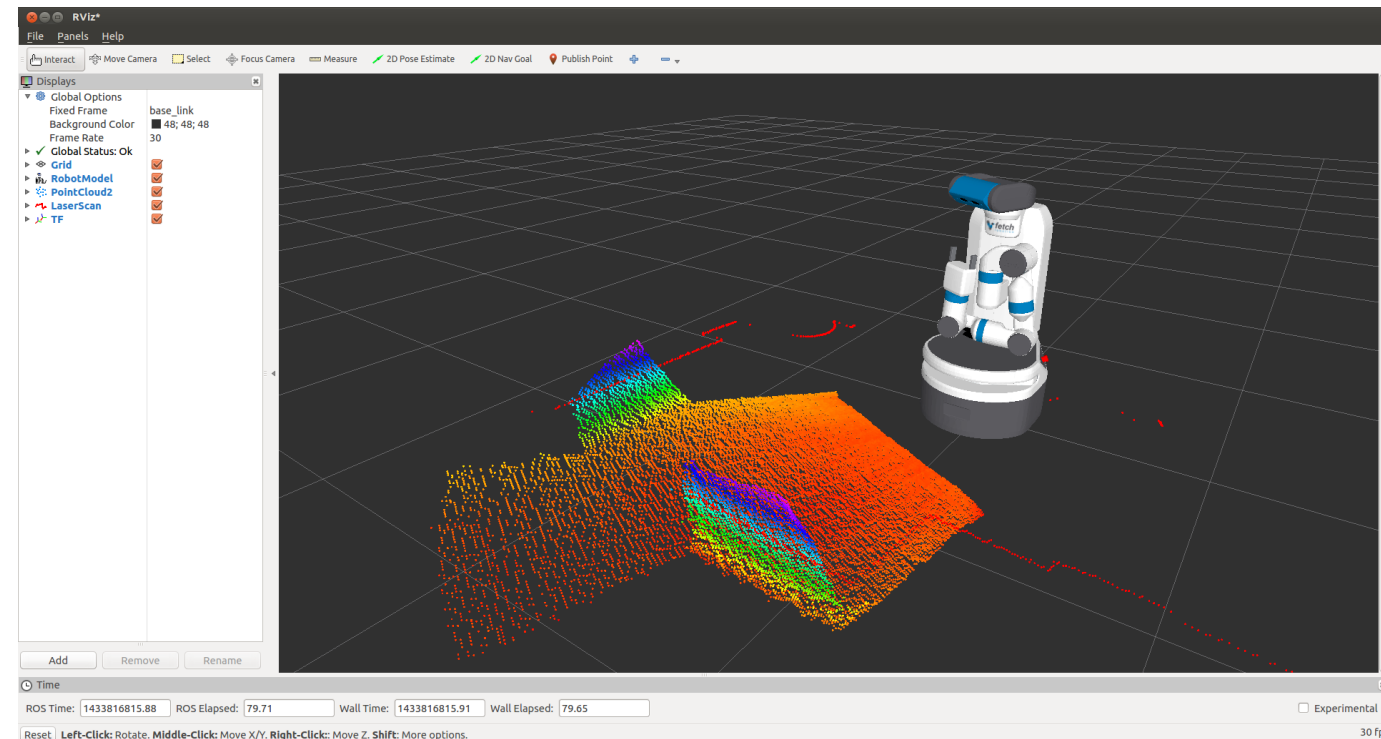 RViz*
File Panels Help
Interact Move Camera Select Focus Camera Measure 2D Pose Estimate 2D Nav Goal Publish Point
Displays
Global Options
Fixed Frame base_link
Background Color 48; 48; 48
Frame Rate 30
Global Status: Ok
Grid
RobotModel
PointCloud2
LaserScan
TF
fetch
Add Remove Rename
Time
ROS Time: 1433816815.88 ROS Elapsed: 79.71 Wall Time: 1433816815.91 Wall Elapsed: 79.65 Experimental
Reset Left-Click: Rotate. Middle-Click: Move X/Y. Right-Click:: Move Z. Shift: More options. 30 fp